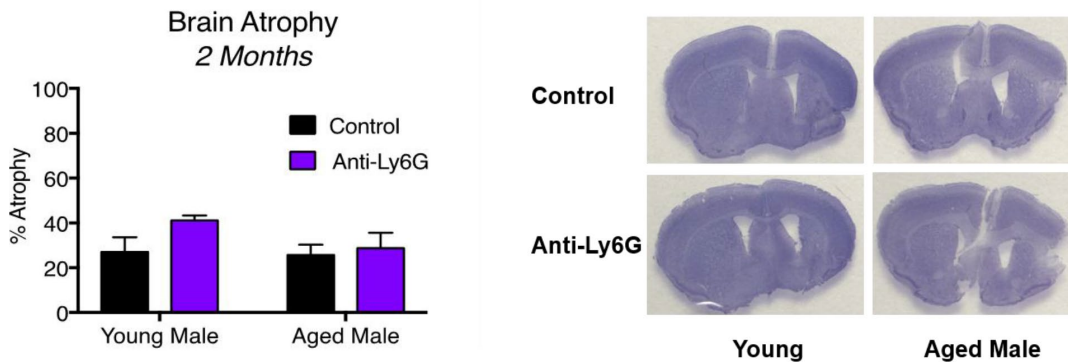 Brain Atrophy
2 Months
100
80
60
40
20
0
% Atrophy
Control
Anti-Ly6G
Young Male
Aged Male
Control
Anti-Ly6G
Young
Aged Male